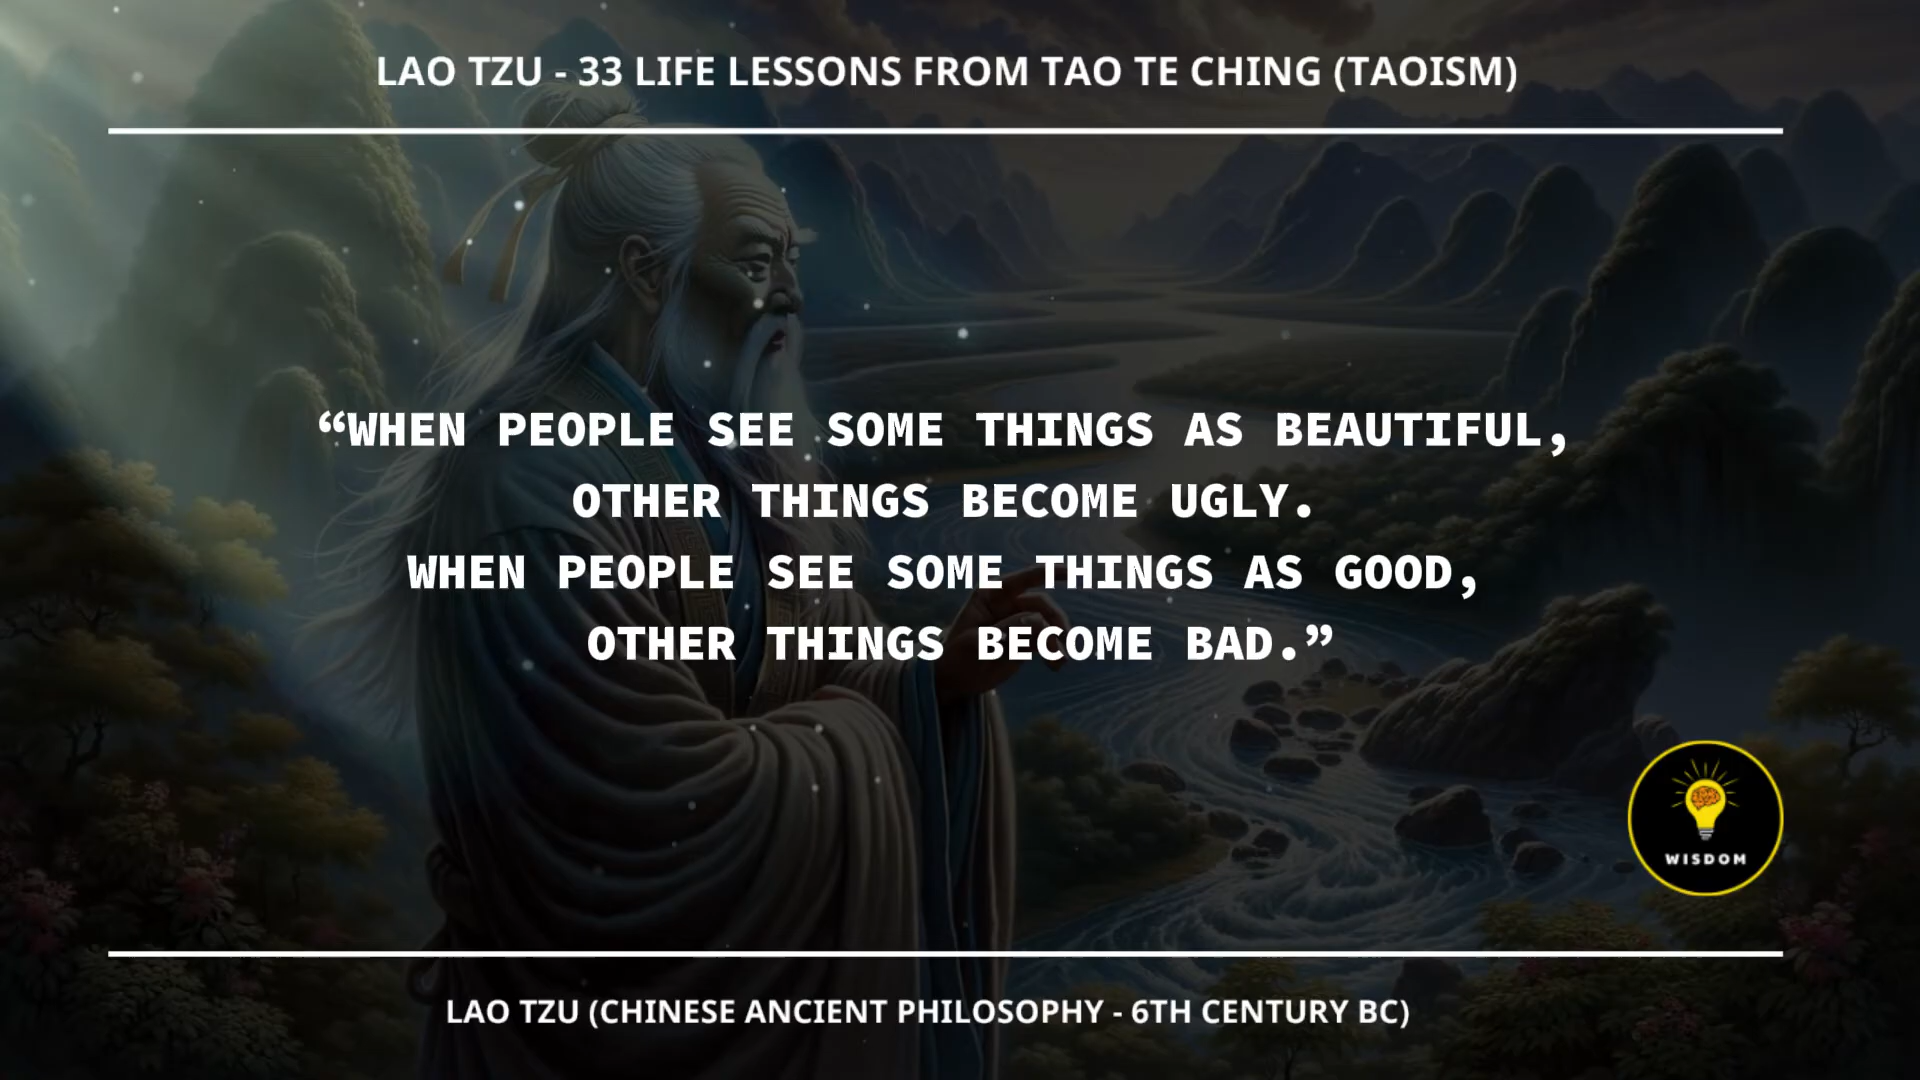 LAO TZU - 33 LIFE LESSONS FROM TAO TE CHING (TAOISM)
“WHEN PEOPLE SEE SOME THINGS AS BEAUTIFUL,
OTHER THINGS BECOME UGLY.
WHEN PEOPLE SEE SOME THINGS AS GOOD,
OTHER THINGS BECOME BAD.”
WISDOM
LAO TZU (CHINESE ANCIENT PHILOSOPHY - 6TH CENTURY BC)